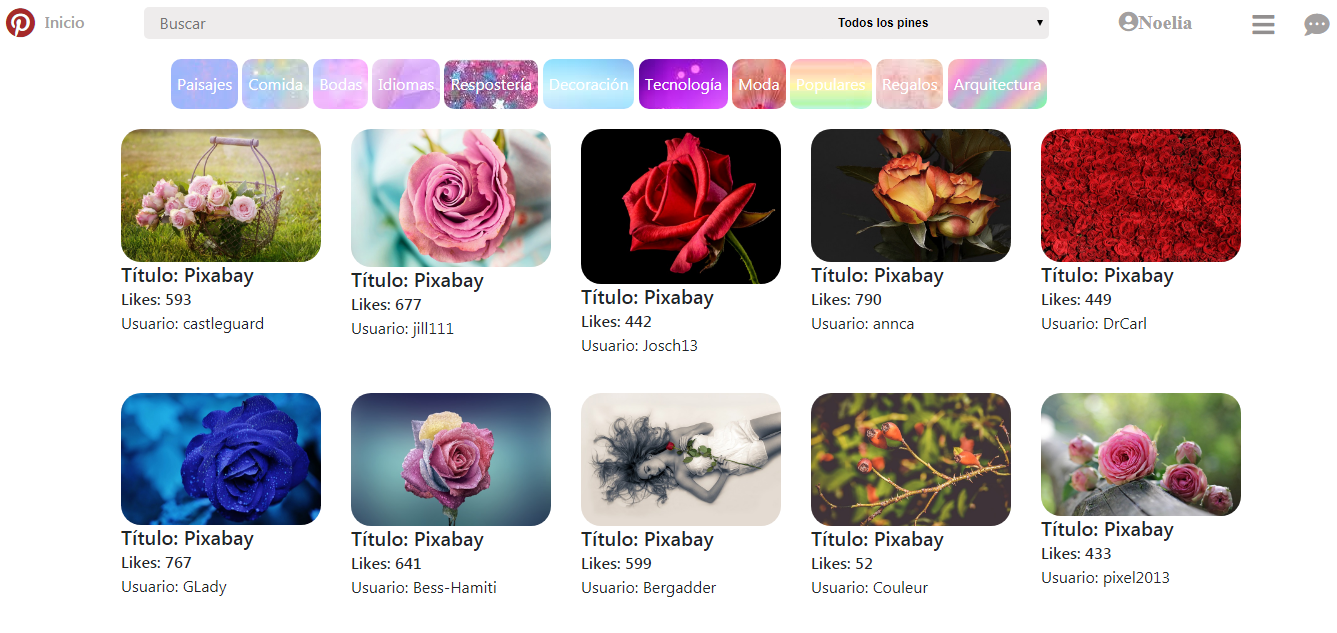 Inicio
Buscar
Todos los pines
Noelia
Paisajes
Comida
Bodas
Idiomas
Respostería
Decoración
Tecnología
Moda
Populares
Regalos
Arquitectura
Título: Pixabay
Likes: 593
Usuario: castleguard
Título: Pixabay
Likes: 677
Usuario: jill111
Título: Pixabay
Likes: 442
Usuario: Josch13
Título: Pixabay
Likes: 790
Usuario: annca
Título: Pixabay
Likes: 449
Usuario: DrCarl
Título: Pixabay
Likes: 767
Usuario: GLady
Título: Pixabay
Likes: 641
Usuario: Bess-Hamiti
Título: Pixabay
Likes: 599
Usuario: Bergadder
Título: Pixabay
Likes: 52
Usuario: Couleur
Título: Pixabay
Likes: 433
Usuario: pixel2013